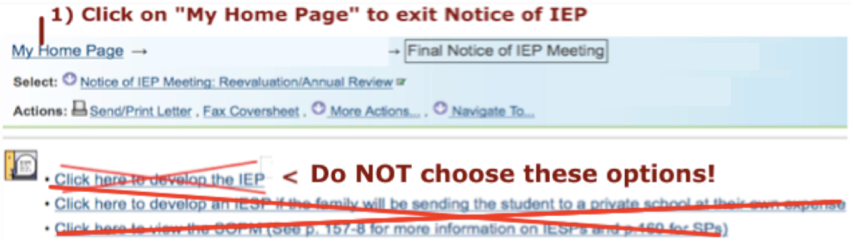 1) Click on "My Home Page" to exit Notice of IEP
My Home Page → → Final Notice of IEP Meeting
Select: Notice of IEP Meeting: Reevaluation/Annual Review
Actions: Send/Print Letter , Fax Coversheet , More Actions... , Navigate To...
• Click here to develop the IEP < Do NOT choose these options!
• Click here to develop an IESP if the family will be sending the student to a private school at their own expense
• Click here to view the SOPM (See p. 157-8 for more information on IESPs and p.160 for SPs)